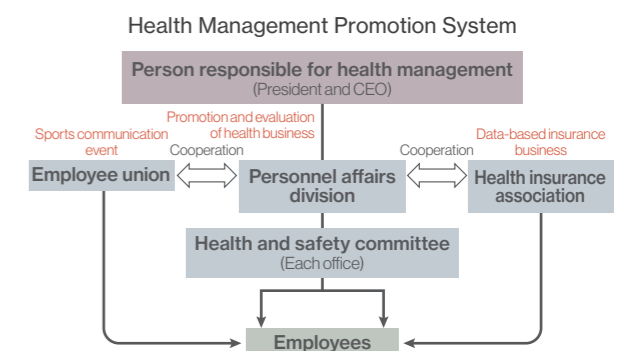 Health Management Promotion System
Person responsible for health management
(President and CEO)
Promotion and evaluation
of health business
Sports communication
event
Cooperation
Cooperation
Data-based insurance
business
Employee union
Personnel affairs
division
Health insurance
association
Health and safety committee
(Each office)
Employees